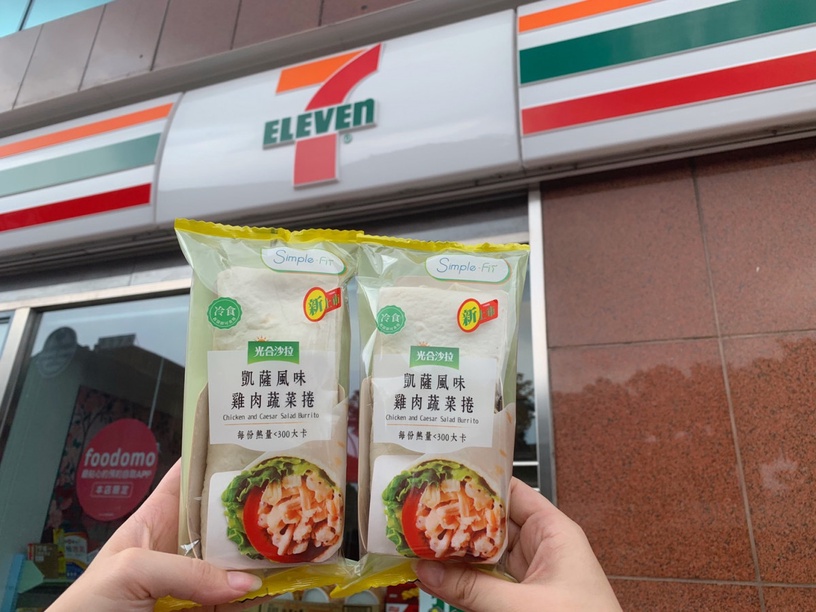 7
ELEVEN
®
Simple Fit
冷食
新上市
光合沙拉
凱薩風味
雞肉蔬菜捲
Chicken and Caesar Salad Burrito
每份熱量<300大卡
Simple Fit
冷食
新上市
光合沙拉
凱薩風味
雞肉蔬菜捲
Chicken and Caesar Salad Burrito
每份熱量<300大卡
foodomo
本店限定